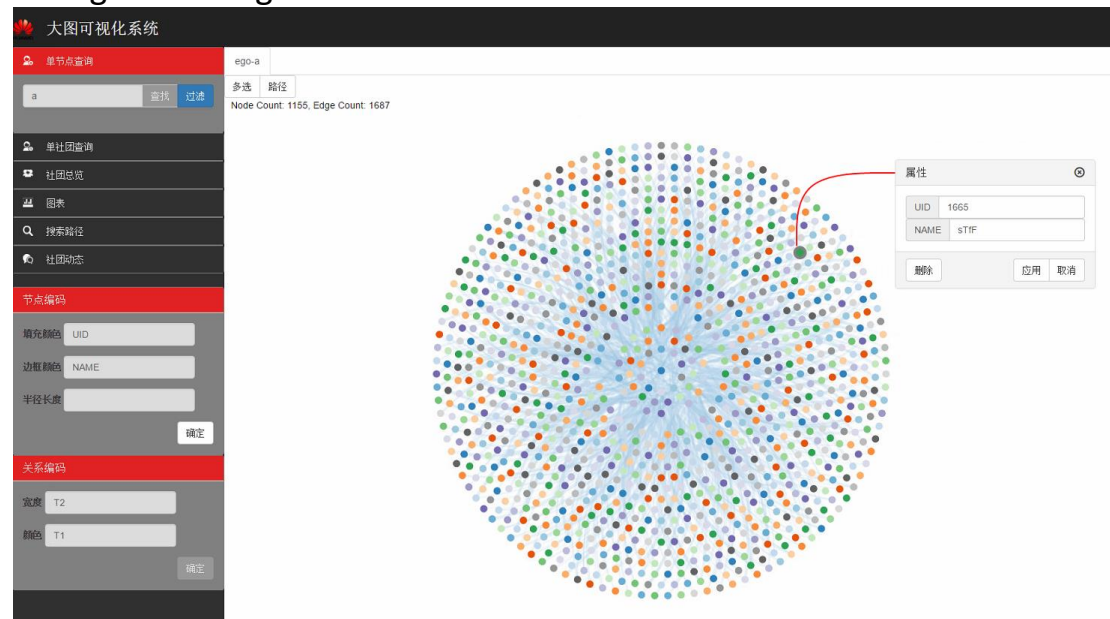 大图可视化系统
单节点查询
a
查找 过滤
单社团查询
社团总览
图表
搜索路径
社团动态
节点编码
填充颜色 UID
边框颜色 NAME
半径长度
确定
关系编码
宽度 T2
颜色 T1
确定
ego-a
多选 路径
Node Count: 1155, Edge Count: 1687
属性
UID 1665
NAME sTfF
删除 应用 取消